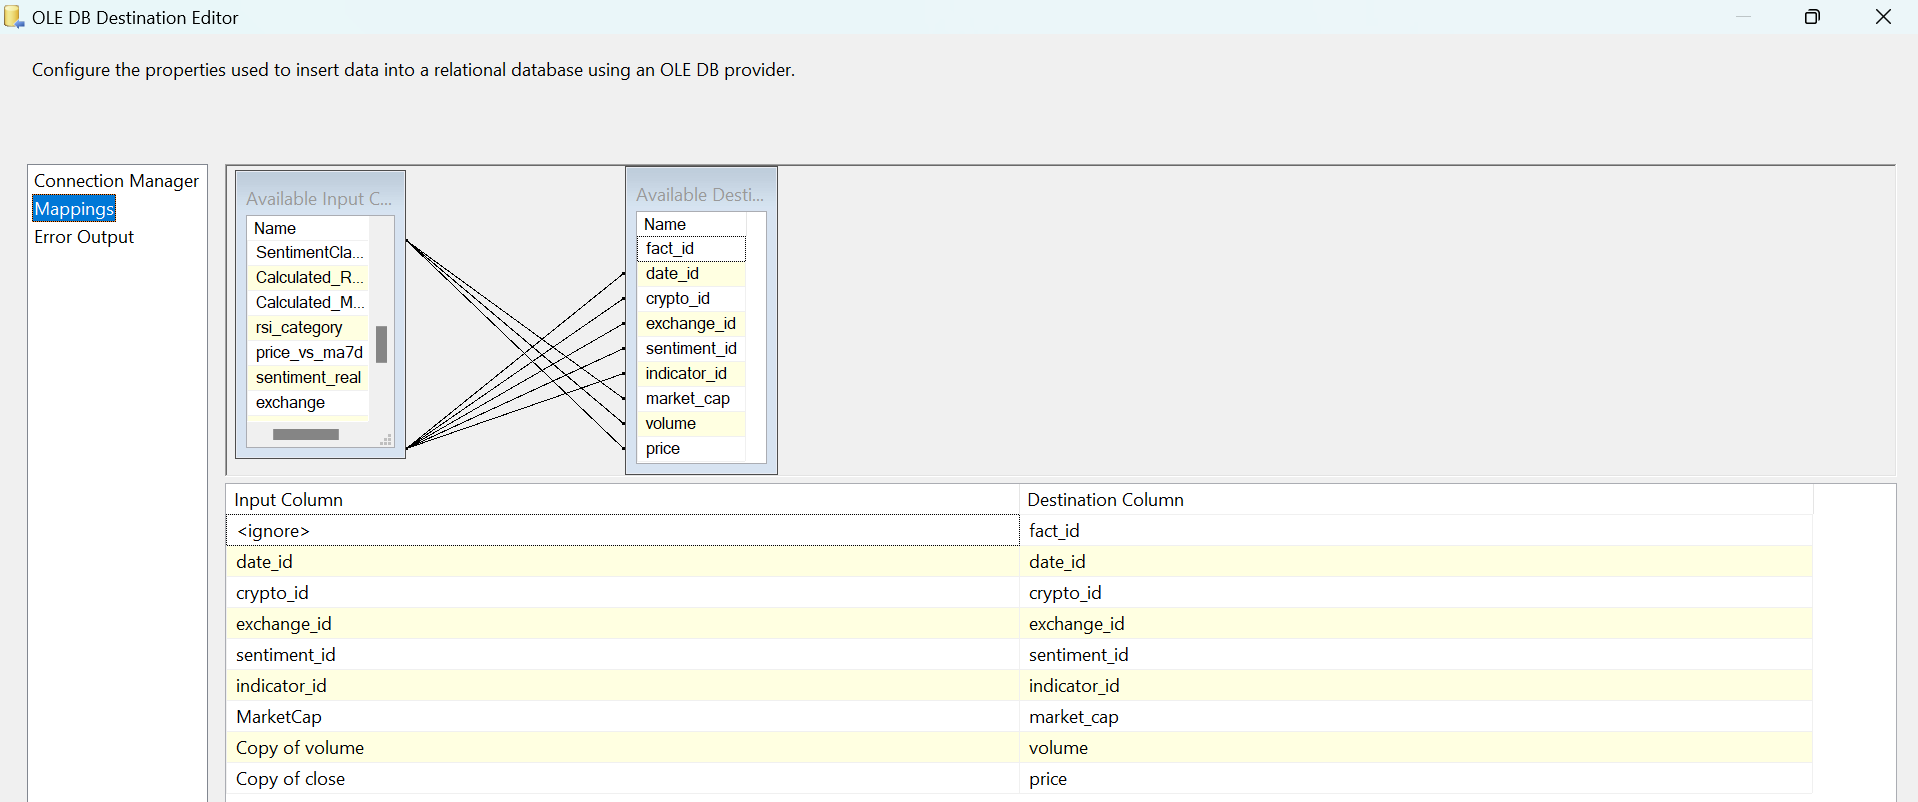 OLE DB Destination Editor
Configure the properties used to insert data into a relational database using an OLE DB provider.
Connection Manager
Mappings
Error Output
Available Input C...
Name
SentimentCla...
Calculated_R...
Calculated_M...
rsi_category
price_vs_ma7d
sentiment_real
exchange
Available Desti...
Name
fact_id
date_id
crypto_id
exchange_id
sentiment_id
indicator_id
market_cap
volume
price
Input Column Destination Column
<ignore> fact_id
date_id date_id
crypto_id crypto_id
exchange_id exchange_id
sentiment_id sentiment_id
indicator_id indicator_id
MarketCap market_cap
Copy of volume volume
Copy of close price